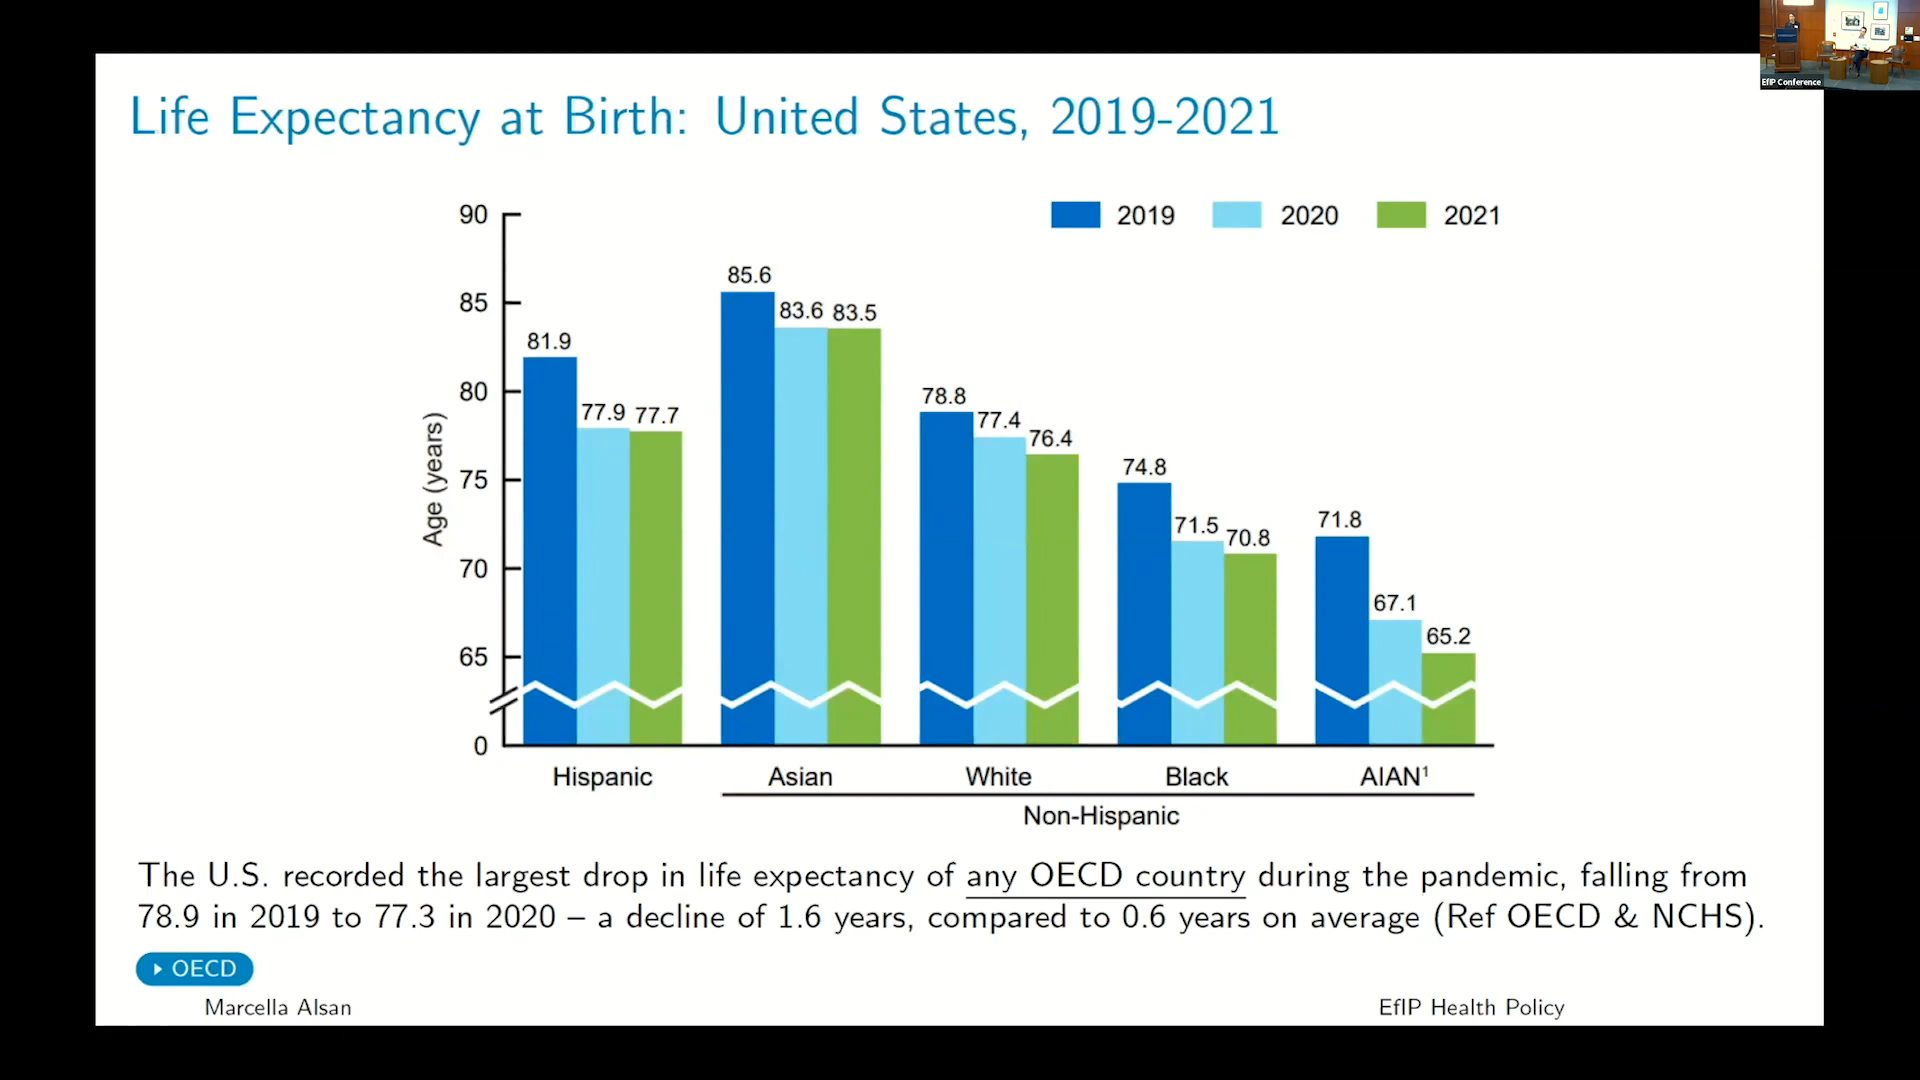 EfIP Conference
Life Expectancy at Birth: United States, 2019-2021
2019 2020 2021
Age (years)
90
85
80
75
70
65
0
81.9 77.9 77.7
85.6 83.6 83.5
78.8 77.4 76.4
74.8 71.5 70.8
71.8 67.1 65.2
Hispanic Asian White Black AIAN¹
Non-Hispanic
The U.S. recorded the largest drop in life expectancy of any OECD country during the pandemic, falling from
78.9 in 2019 to 77.3 in 2020 – a decline of 1.6 years, compared to 0.6 years on average (Ref OECD & NCHS).
OECD
Marcella Alsan EfIP Health Policy